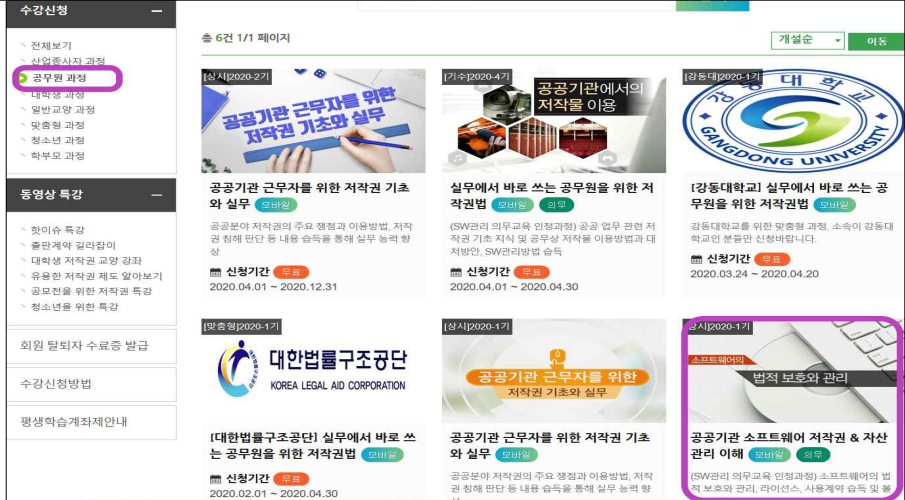 수강신청
전체보기
산업종사자 과정
공무원 과정
대학생 과정
일반교양 과정
맞춤형 과정
청소년 과정
학부모 과정
동영상 특강
핫이슈 특강
출판계약 길라잡이
대학생 저작권 교양 강좌
유용한 저작권 제도 알아보기
공모전을 위한 저작권 특강
청소년을 위한 특강
회원 탈퇴자 수료증 발급
수강신청방법
평생학습계좌제안내
총 6건 1/1 페이지
개설순
이동
[상시]2020-2기
공공기관 근무자를 위한
저작권 기초와 실무
공공기관 근무자를 위한 저작권 기초
와 실무 모바일
공공분야 저작권의 주요 쟁점과 이용방법, 저작
권 침해 판단 등 내용 습득을 통해 실무 능력 향
상
신청기간 무료
2020.04.01 ~ 2020.12.31
[기수]2020-4기
공공기관에서의
저작물 이용
실무에서 바로 쓰는 공무원을 위한 저
작권법 모바일 의무
(SW관리 의무교육 인정과정) 공공 업무 관련 저
작권 기초 지식 및 공무상 저작물 이용방법과 대
처방안, SW관리방법 습득
신청기간 무료
2020.04.01 ~ 2020.04.30
[강동대]2020-1기
강동대학교
GANGDONG UNIVERSITY
[강동대학교] 실무에서 바로 쓰는 공
무원을 위한 저작권법 모바일
강동대학교를 위한 맞춤형 과정. 소속이 강동대
학교인 분들만 신청바랍니다.
신청기간 무료
2020.03.24 ~ 2020.04.20
[맞춤형]2020-1기
대한법률구조공단
KOREA LEGAL AID CORPORATION
[대한법률구조공단] 실무에서 바로 쓰
는 공무원을 위한 저작권법 모바일
신청기간 무료
2020.02.01 ~ 2020.04.30
[상시]2020-1기
공공기관 근무자를 위한
저작권 기초와 실무
공공기관 근무자를 위한 저작권 기초
와 실무 모바일
공공분야 저작권의 주요 쟁점과 이용방법, 저작
권 침해 판단 등 내용 습득을 통해 실무 능력 향
[상시]2020-1기
소프트웨어의
법적 보호와 관리
공공기관 소프트웨어 저작권 & 자산
관리 이해 모바일 의무
(SW관리 의무교육 인정과정) 소프트웨어의 법
적 보호와 관리, 라이선스, 사용계약 습득 및 불